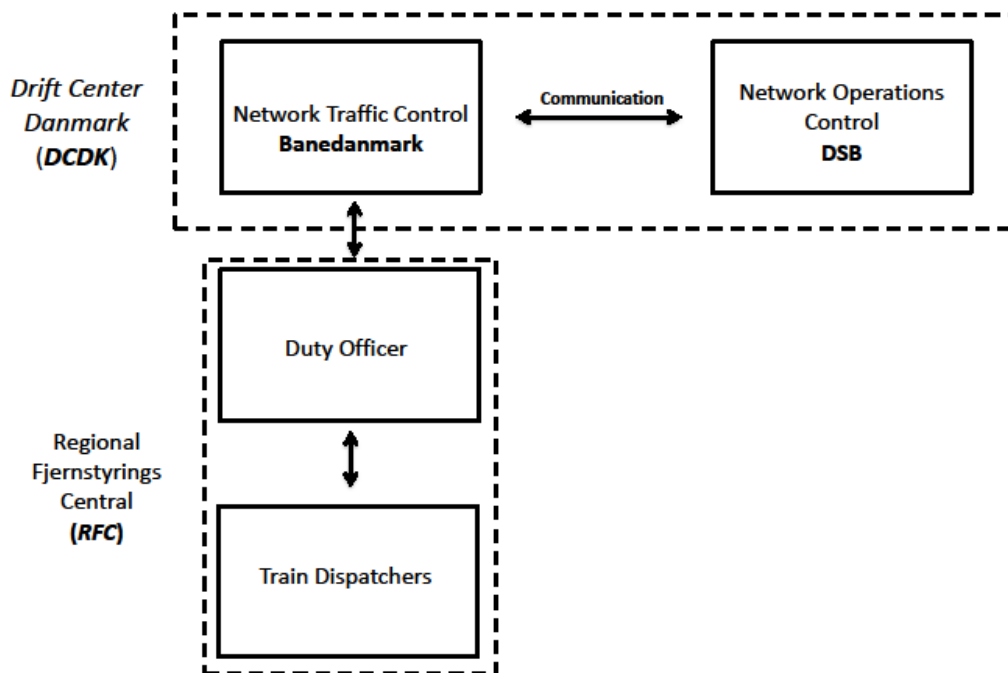 Drift Center
Danmark
(DCDK)
Network Traffic Control
Banedanmark
Communication
Network Operations
Control
DSB
Duty Officer
Regional
Fjernstyrings
Central
(RFC)
Train Dispatchers